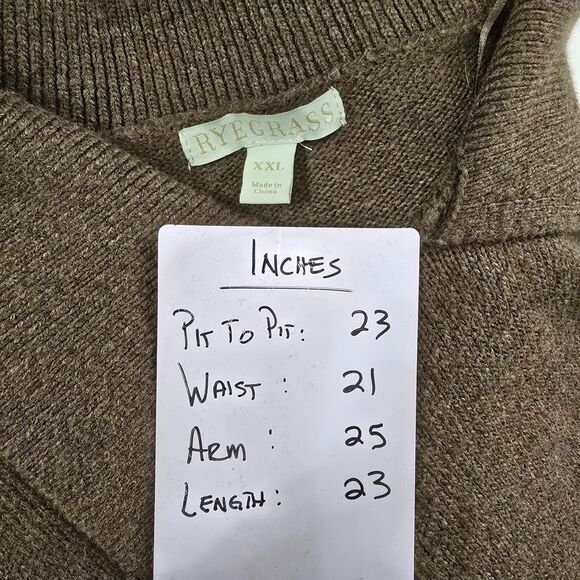 RYEGRASS
XXL
Made in
China
INCHES
PIT TO PIT: 23
WAIST: 21
ARM: 25
LENGTH: 23